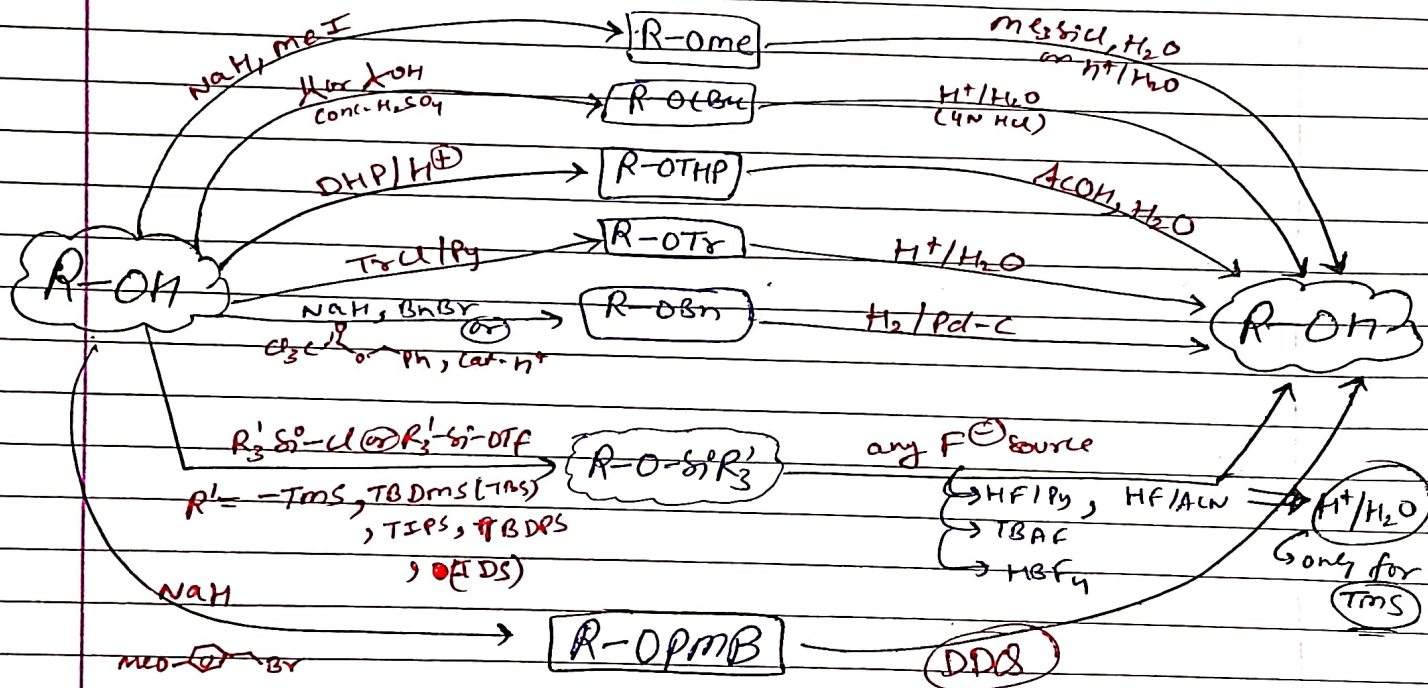 NaH, MeI
R-OMe
Me3SiCl, H2O
or H+/H2O
or OH
Conc. H2SO4
R-OtBu
H+/H2O
(4N HCl)
DHP/H⊕
R-OTHP
AcOH, H2O
TrCl/Py
R-OTr
H+/H2O
R-OH
NaH, BnBr
(or)
Ph, Cat. H+
R-OBn
H2/Pd-C
R-OH
R'3Si-Cl (or) R'3-Si-OTf
R'= -TMS, TBDMS(TBS)
, TIPS, TBDPS
R-O-SiR'3
any F⊖ source
HF/Py, HF/ACN
TBAF
HBF4
H+/H2O
only for
TMS
NaH
MeO Br
R-OPMB
DDQ